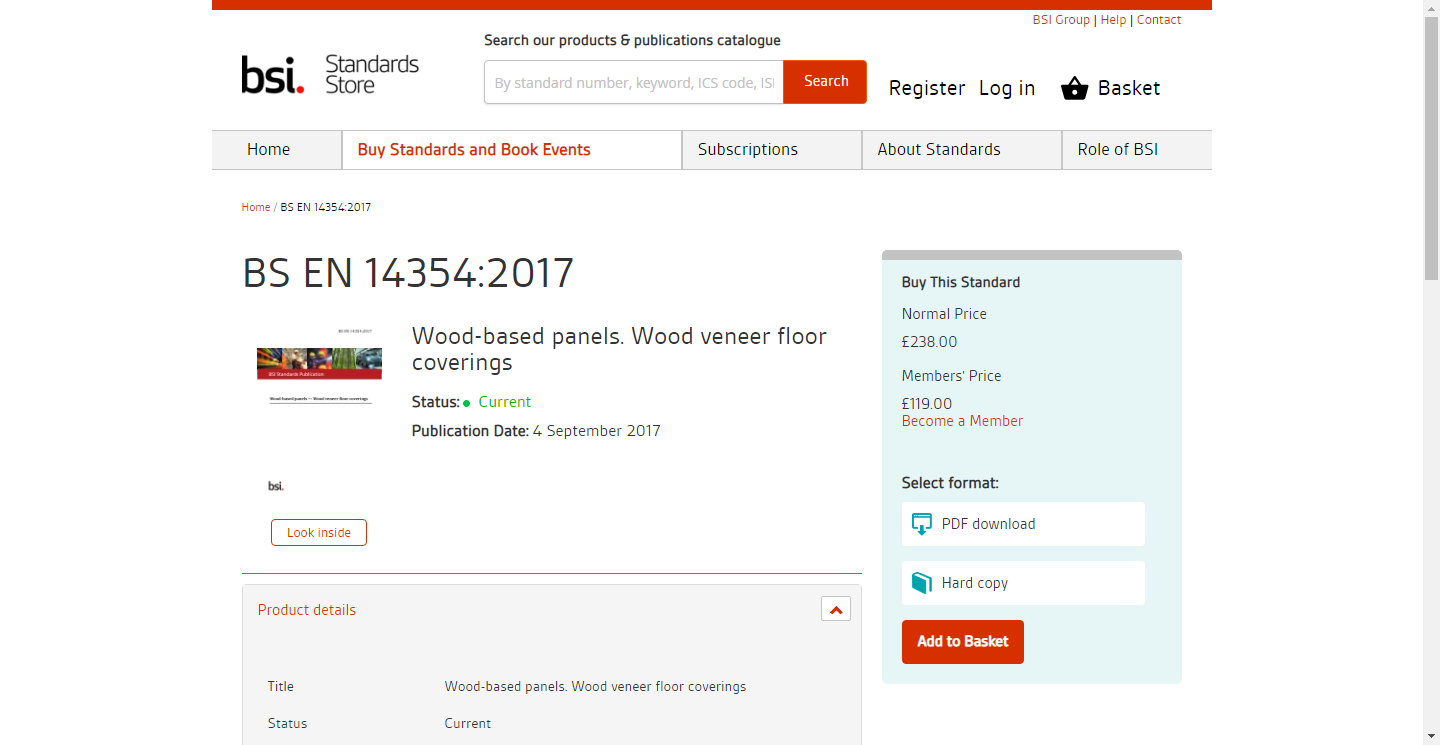 BSI Group | Help | Contact
Search our products & publications catalogue
bsi.
Standards
Store
By standard number, keyword, ICS code, ISI
Search
Register
Log in
Basket
Home
Buy Standards and Book Events
Subscriptions
About Standards
Role of BSI
Home / BS EN 14354:2017
BS EN 14354:2017
BS EN 14354:2017
BSI Standards Publication
Wood-based panels — Wood veneer floor coverings
bsi.
Look inside
Wood-based panels. Wood veneer floor
coverings
Status: Current
Publication Date: 4 September 2017
Product details
Title
Wood-based panels. Wood veneer floor coverings
Status
Current
Buy This Standard
Normal Price
£238.00
Members' Price
£119.00
Become a Member
Select format:
PDF download
Hard copy
Add to Basket